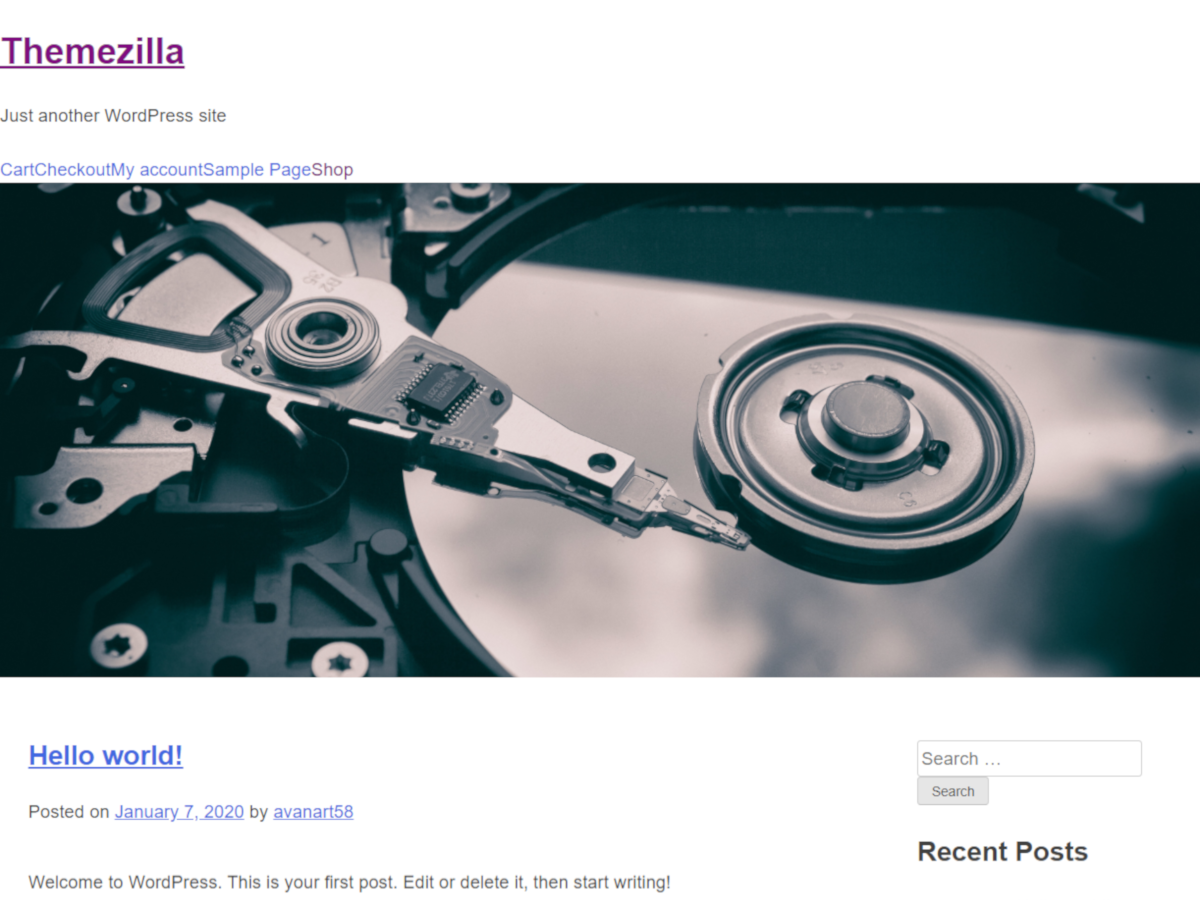 Themezilla
Just another WordPress site
CartCheckoutMy accountSample PageShop
1
Hello world!
Posted on January 7, 2020 by avanart58
Welcome to WordPress. This is your first post. Edit or delete it, then start writing!
Search …
Search
Recent Posts